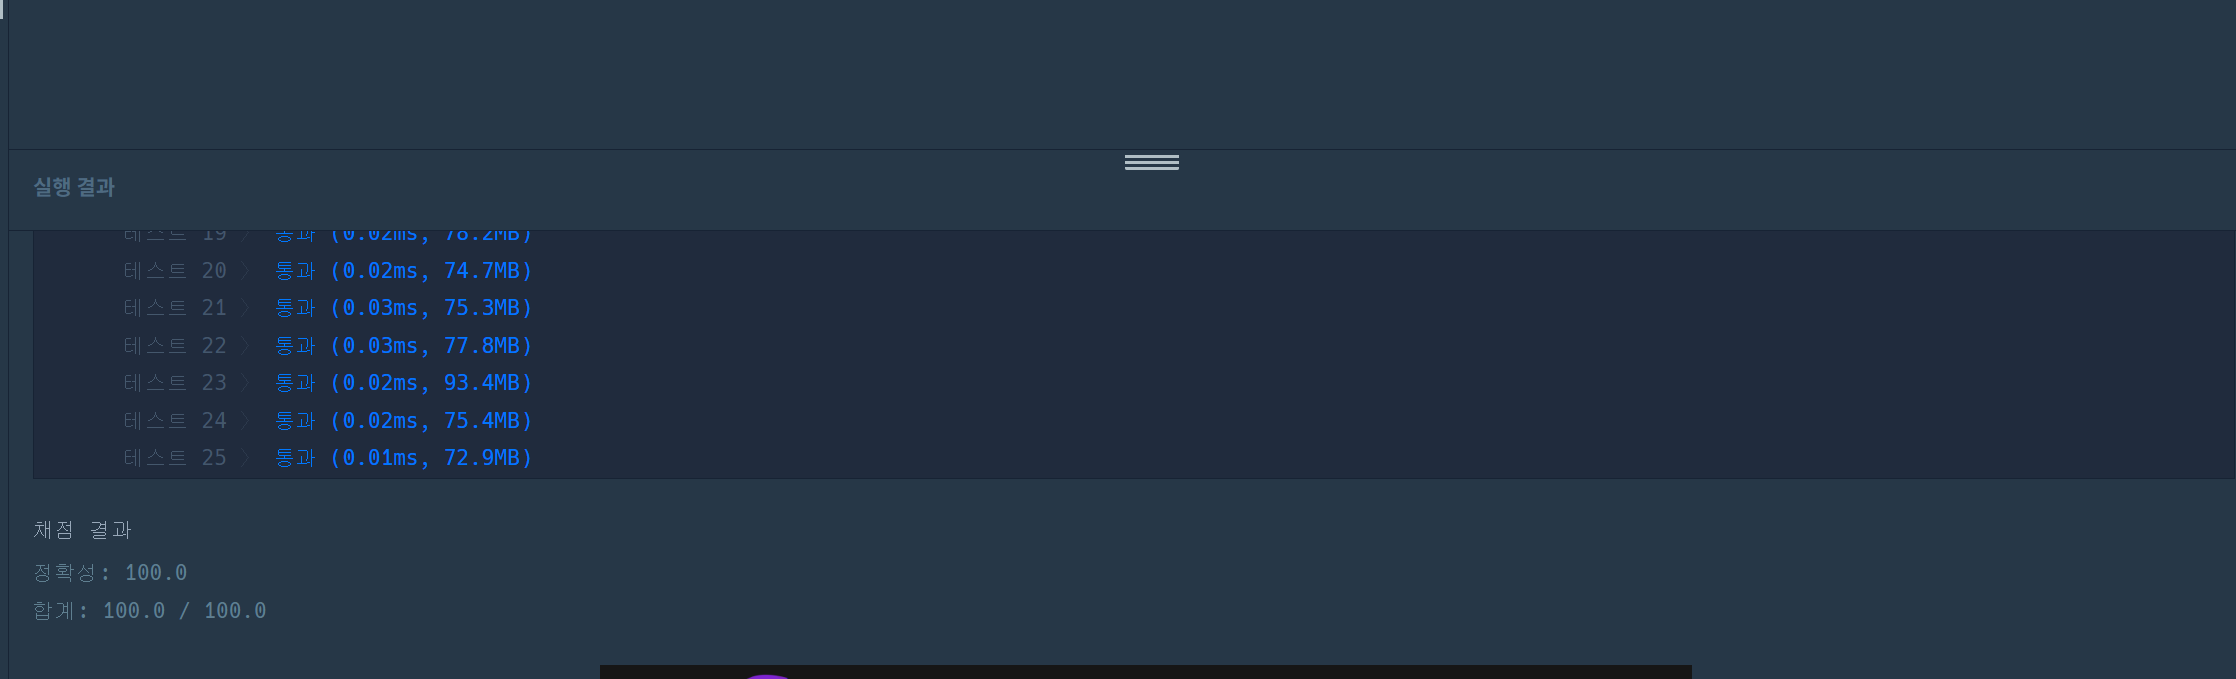 실행 결과
테스트 19 〉 통과 (0.02ms, 78.2MB)
테스트 20 〉 통과 (0.02ms, 74.7MB)
테스트 21 〉 통과 (0.03ms, 75.3MB)
테스트 22 〉 통과 (0.03ms, 77.8MB)
테스트 23 〉 통과 (0.02ms, 93.4MB)
테스트 24 〉 통과 (0.02ms, 75.4MB)
테스트 25 〉 통과 (0.01ms, 72.9MB)
채점 결과
정확성: 100.0
합계: 100.0 / 100.0